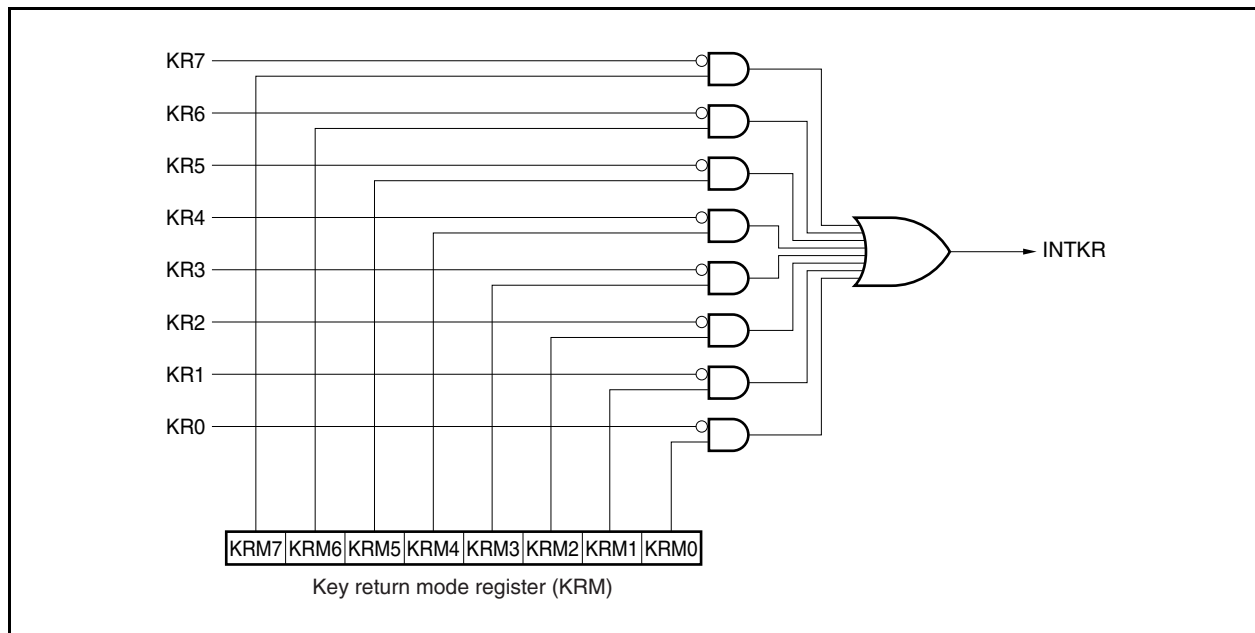 KR7
KR6
KR5
KR4
KR3
KR2
KR1
KR0
INTKR
KRM7 KRM6 KRM5 KRM4 KRM3 KRM2 KRM1 KRM0
Key return mode register (KRM)